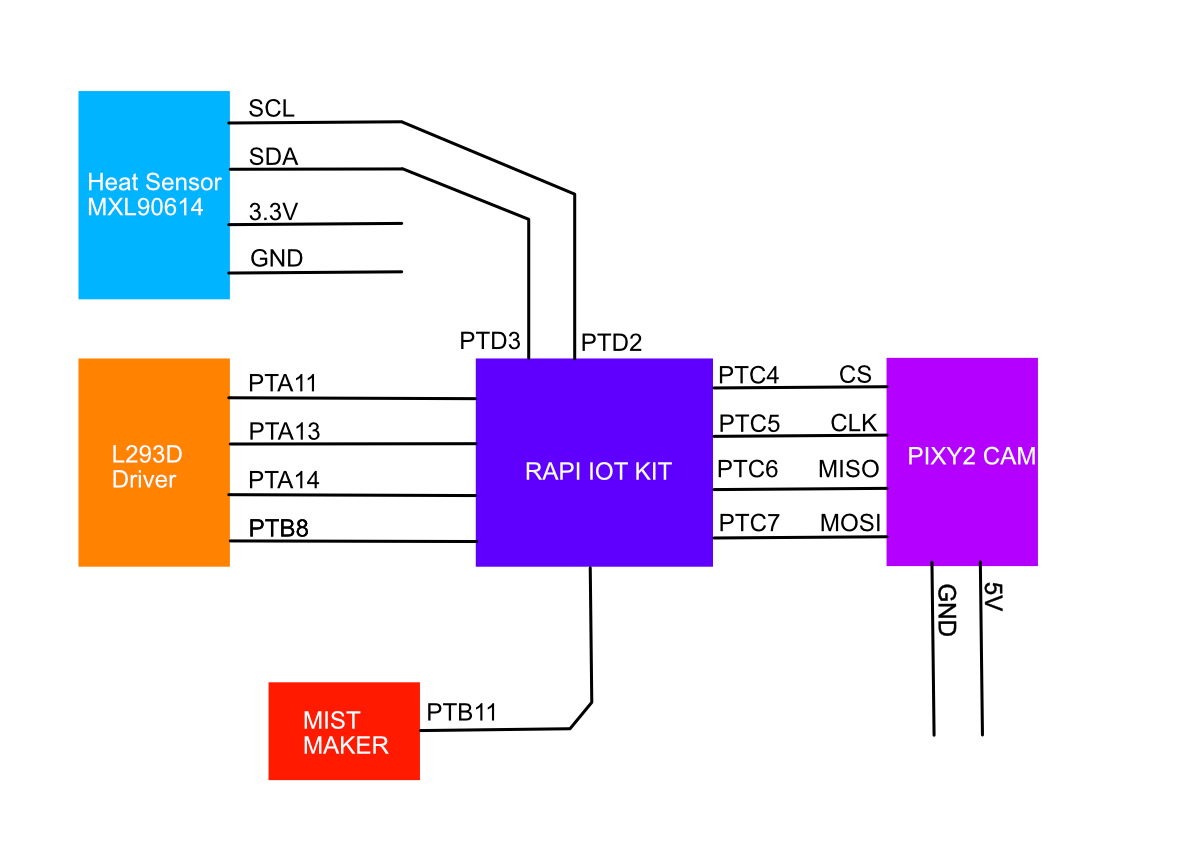 SCL
SDA
Heat Sensor
MXL90614
3.3V
GND
PTD3
PTD2
PTA11
PTA13
L293D
Driver
PTA14
PTB8
RAPI IOT KIT
PTC4
CS
PTC5
CLK
PIXY2 CAM
PTC6
MISO
PTC7
MOSI
GND
5V
MIST
MAKER
PTB11